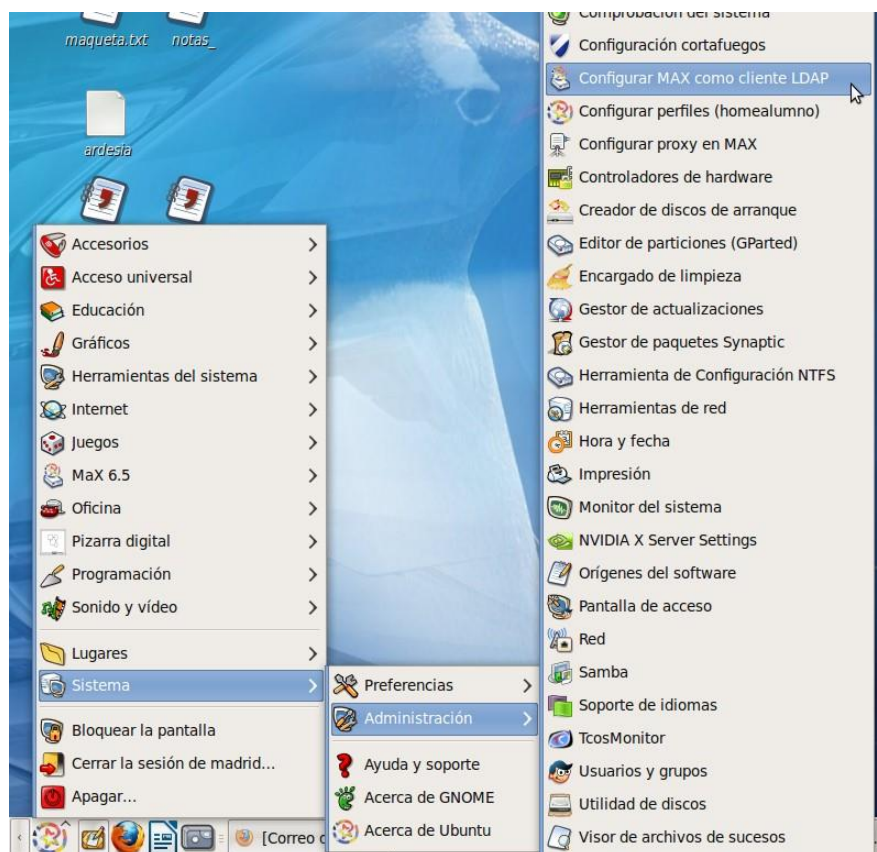 maqueta.txt
notas_
ardesia
Accesorios
Acceso universal
Educación
Gráficos
Herramientas del sistema
Internet
Juegos
MaX 6.5
Oficina
Pizarra digital
Programación
Sonido y vídeo
Lugares
Sistema
Bloquear la pantalla
Cerrar la sesión de madrid...
Apagar...
Preferencias
Administración
Ayuda y soporte
Acerca de GNOME
Acerca de Ubuntu
Comprobación del sistema
Configuración cortafuegos
Configurar MAX como cliente LDAP
Configurar perfiles (homealumno)
Configurar proxy en MAX
Controladores de hardware
Creador de discos de arranque
Editor de particiones (GParted)
Encargado de limpieza
Gestor de actualizaciones
Gestor de paquetes Synaptic
Herramienta de Configuración NTFS
Herramientas de red
Hora y fecha
Impresión
Monitor del sistema
NVIDIA X Server Settings
Orígenes del software
Pantalla de acceso
Red
Samba
Soporte de idiomas
TcosMonitor
Usuarios y grupos
Utilidad de discos
Visor de archivos de sucesos
[Correo